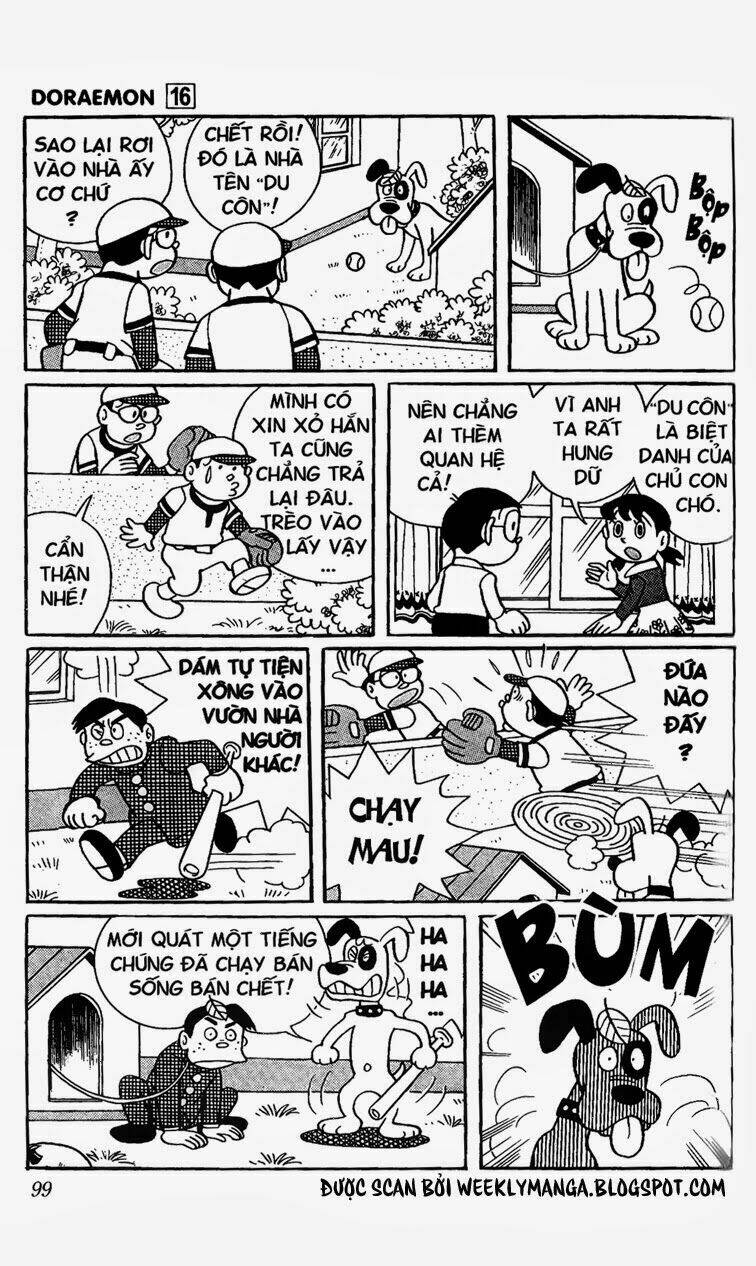 DORAEMON 16
SAO LẠI RƠI
VÀO NHÀ ẤY
CƠ CHỨ
?
CHẾT RỒI!
ĐÓ LÀ NHÀ
TÊN "DU
CÔN"!
BỘP
BỘP
MÌNH CÓ
XIN XỎ HẮN
TA CŨNG
CHẲNG TRẢ
LẠI ĐÂU.
TRÈO VÀO
LẤY VẬY
...
CẨN
THẬN
NHÉ!
"DU CÔN"
LÀ BIỆT
DANH CỦA
CHỦ CON
CHÓ.
VÌ ANH
TA RẤT
HUNG
DỮ
NÊN CHẲNG
AI THÈM
QUAN HỆ
CẢ!
DÁM TỰ TIỆN
XÔNG VÀO
VƯỜN NHÀ
NGƯỜI
KHÁC!
ĐỨA
NÀO
ĐẤY
?
CHẠY
MAU!
MỚI QUÁT MỘT TIẾNG
CHÚNG ĐÃ CHẠY BÁN
SỐNG BÁN CHẾT!
HA
HA
HA
...
BÙM
99
ĐƯỢC SCAN BỞI WEEKLYMANGA.BLOGSPOT.COM